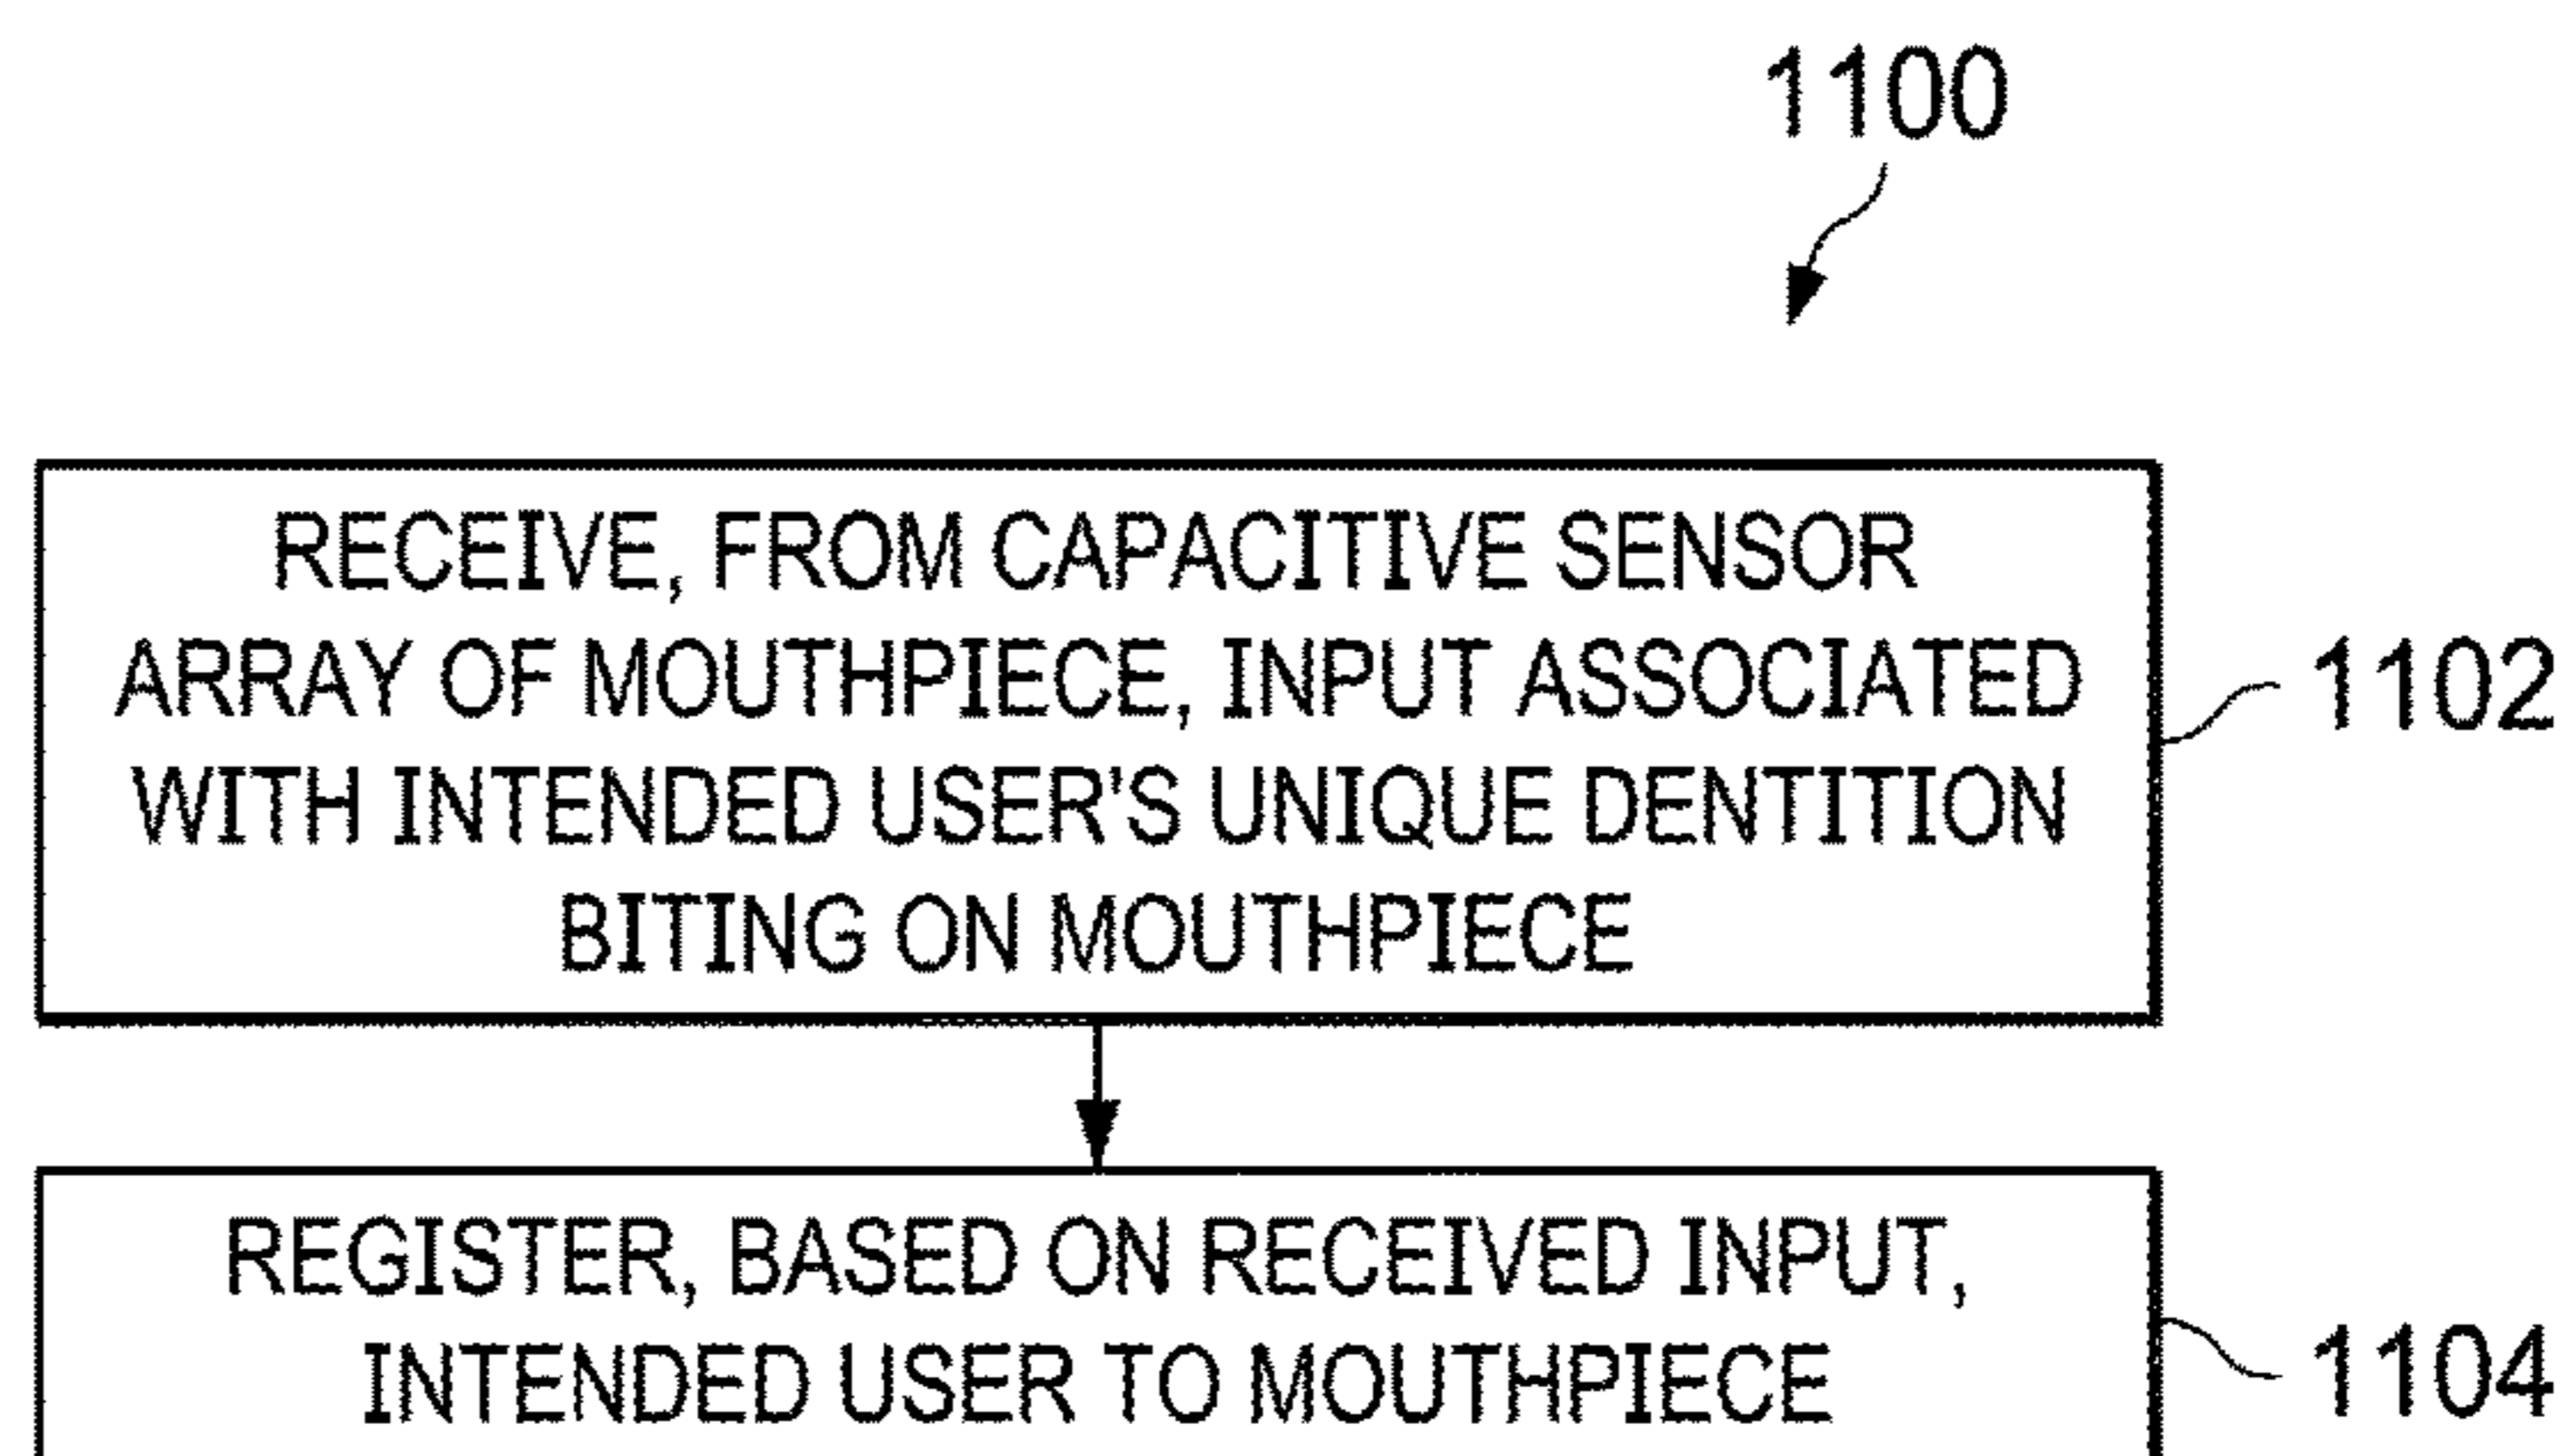 1100
RECEIVE, FROM CAPACITIVE SENSOR
ARRAY OF MOUTHPIECE, INPUT ASSOCIATED
WITH INTENDED USER'S UNIQUE DENTITION
BITING ON MOUTHPIECE
1102
REGISTER, BASED ON RECEIVED INPUT,
INTENDED USER TO MOUTHPIECE
1104